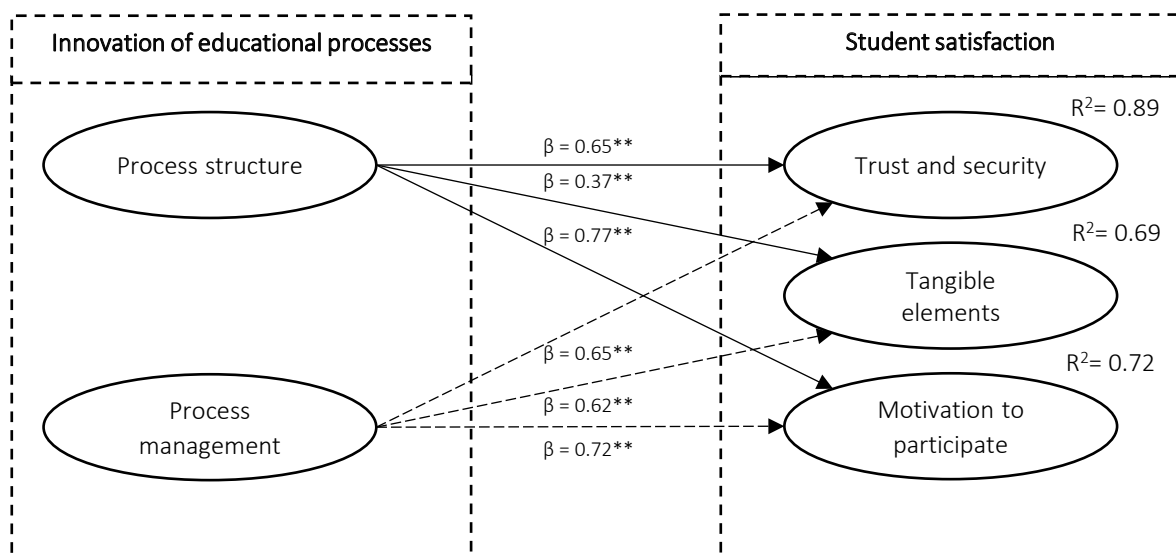 Innovation of educational processes
Student satisfaction
R²= 0.89
Process structure
β = 0.65**
Trust and security
β = 0.37**
β = 0.77**
R²= 0.69
Tangible
elements
β = 0.65**
R²= 0.72
Process
management
β = 0.62**
Motivation to
participate
β = 0.72**